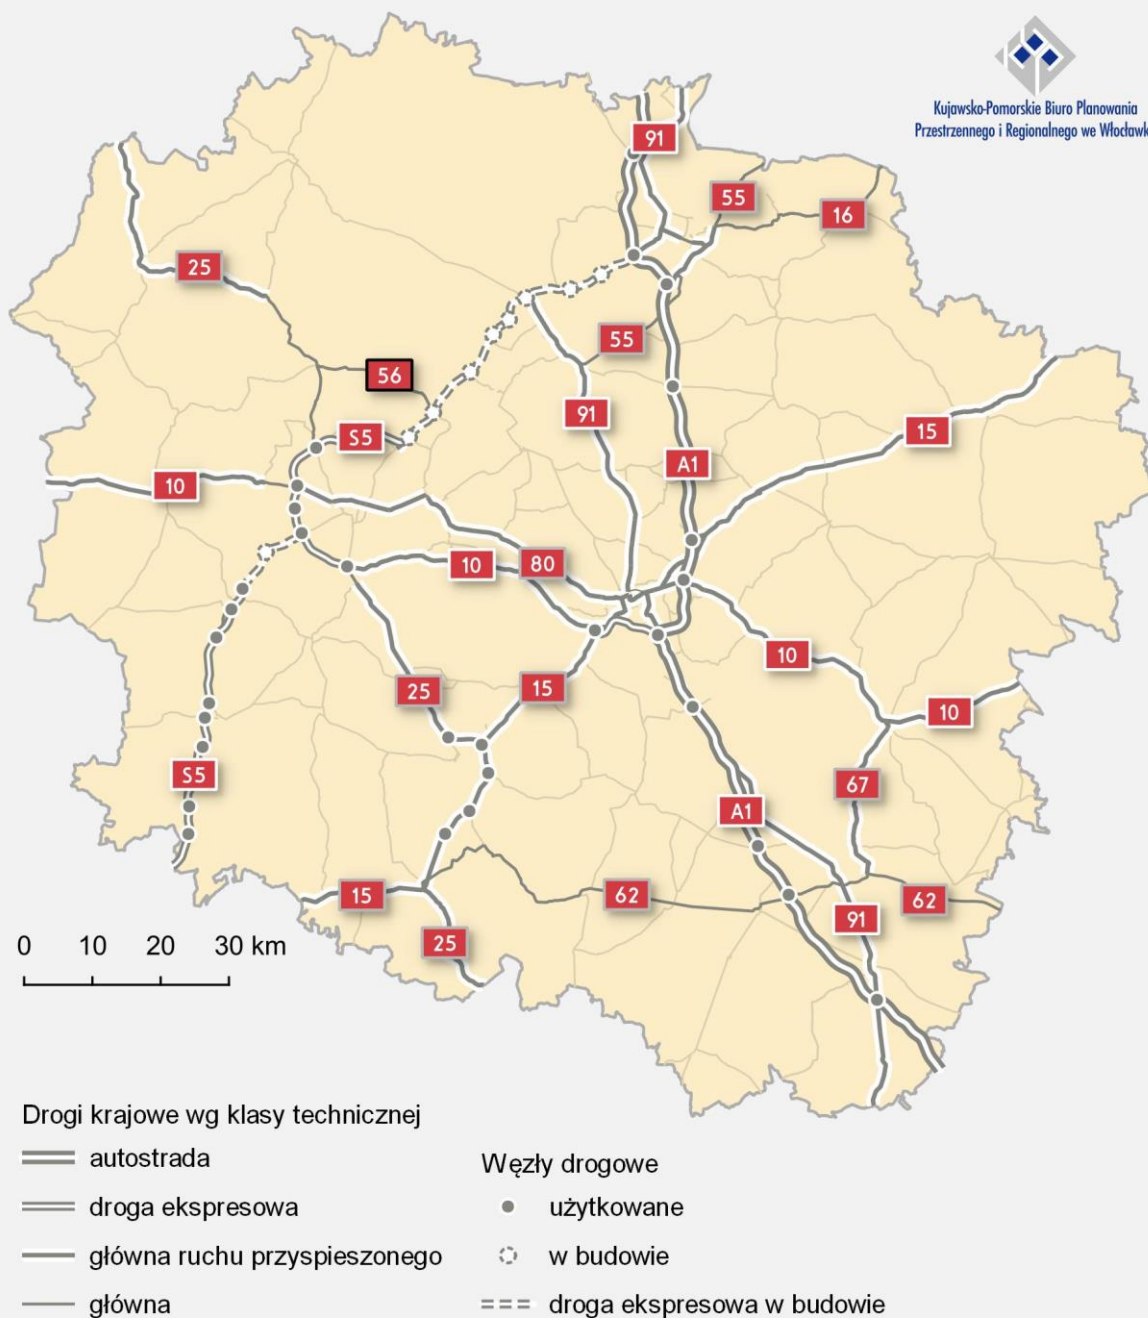 Kujawsko-Pomorskie Biuro Planowania
Przestrzennego i Regionalnego we Włocławk
91
55
16
25
55
56
91
15
S5
A1
10
10
80
10
25
15
10
S5
67
A1
15
62
62
91
25
0 10 20 30 km
Drogi krajowe wg klasy technicznej
autostrada
droga ekspresowa
główna ruchu przyspieszonego
główna
Węzły drogowe
użytkowane
w budowie
droga ekspresowa w budowie